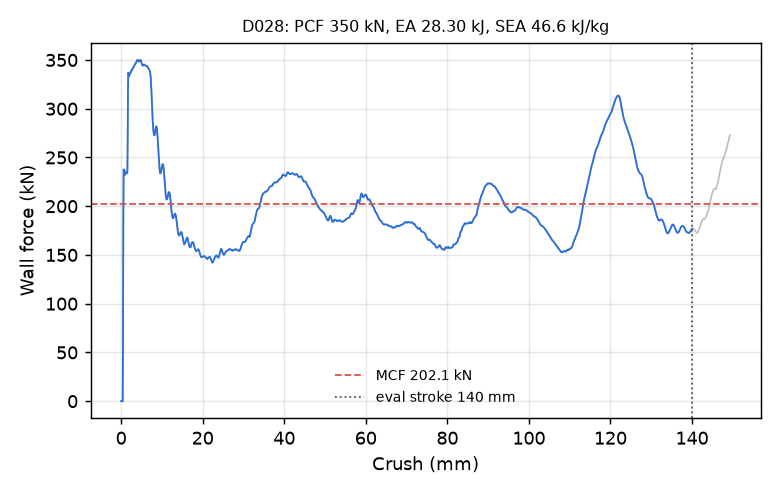 D028: PCF 350 kN, EA 28.30 kJ, SEA 46.6 kJ/kg
Wall force (kN)
350
300
250
200
150
100
50
0
MCF 202.1 kN
eval stroke 140 mm
0 20 40 60 80 100 120 140
Crush (mm)